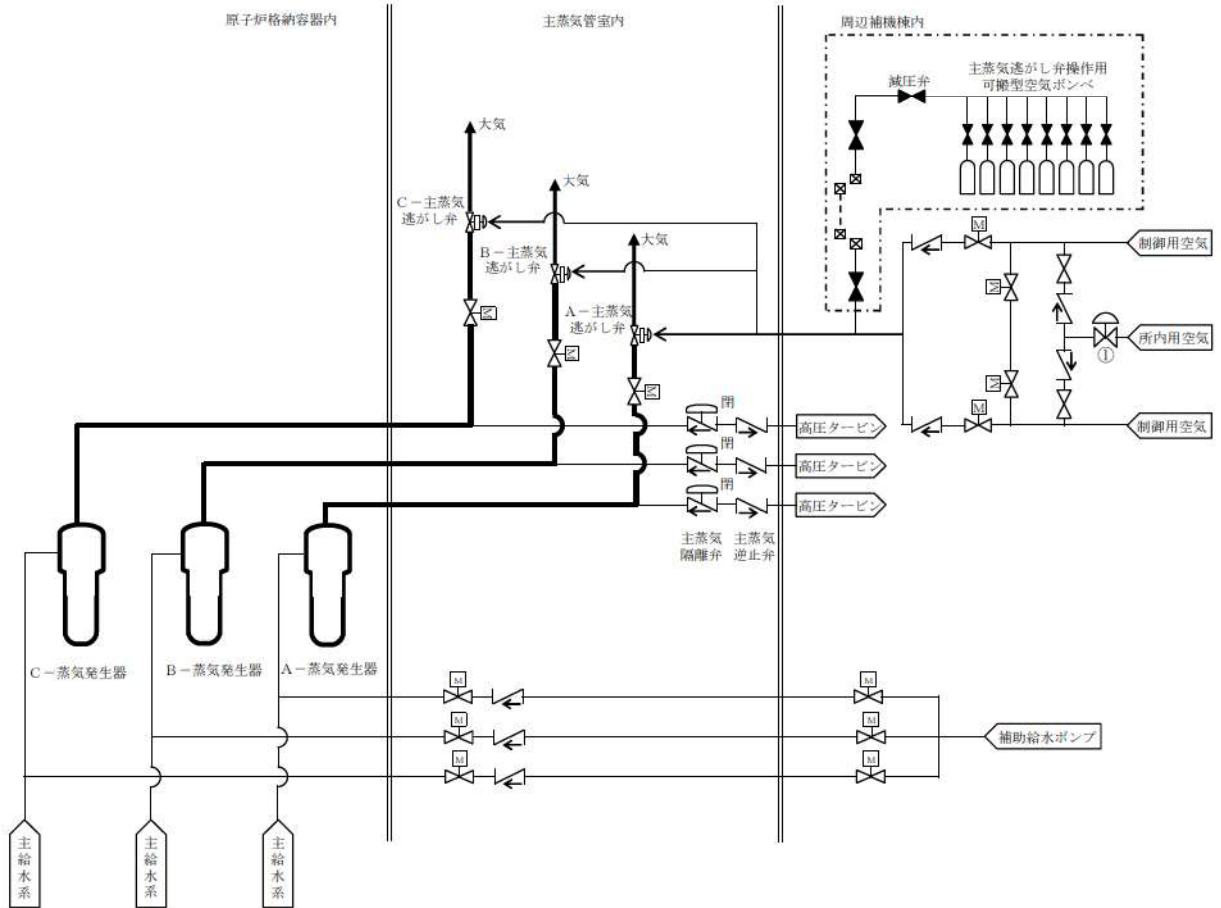 原子炉格納容器内
主蒸気管室内
周辺補機棟内
減圧弁
主蒸気逃がし弁操作用
可搬型空気ボンベ
大気
C-主蒸気
逃がし弁
大気
B-主蒸気
逃がし弁
大気
A-主蒸気
逃がし弁
M
M
M
M
M
M
M
制御用空気
所内用空気
①
制御用空気
閉
高圧タービン
閉
高圧タービン
閉
高圧タービン
主蒸気
隔離弁
主蒸気
逆止弁
C-蒸気発生器
B-蒸気発生器
A-蒸気発生器
M
M
M
M
M
M
補助給水ポンプ
主給水系
主給水系
主給水系